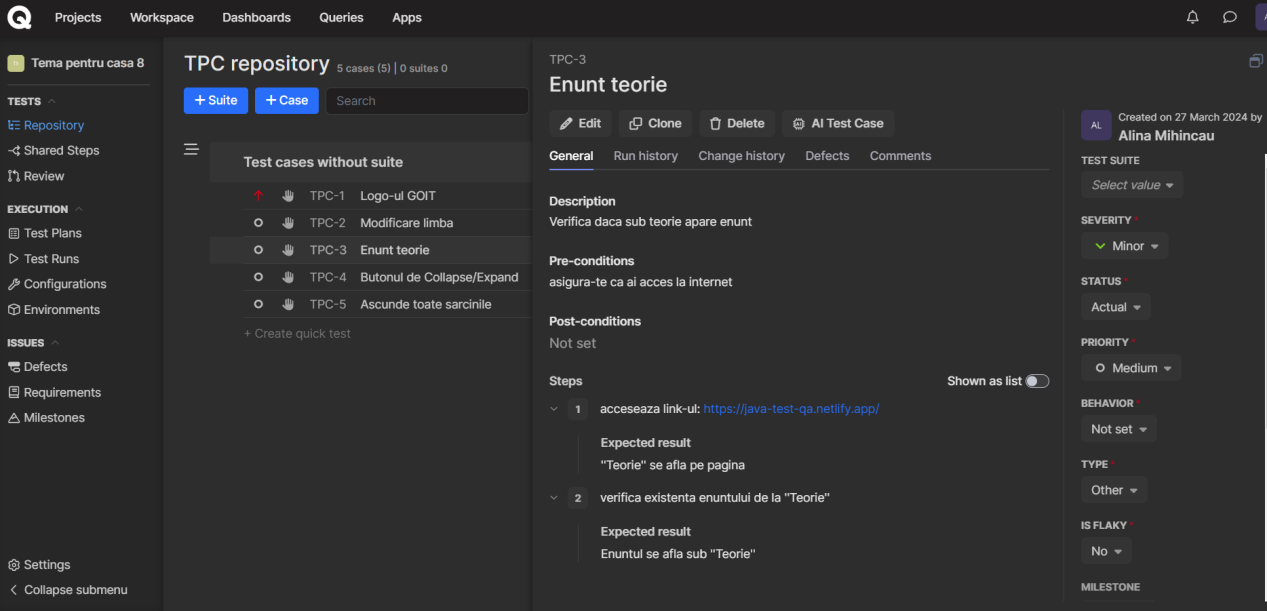 Projects Workspace Dashboards Queries Apps
Tema pentru casa 8
TESTS
Repository
Shared Steps
Review
EXECUTION
Test Plans
Test Runs
Configurations
Environments
ISSUES
Defects
Requirements
Milestones
Settings
Collapse submenu
TPC repository 5 cases (5) | 0 suites 0
+ Suite + Case Search
Test cases without suite
TPC-1 Logo-ul GOIT
TPC-2 Modificare limba
TPC-3 Enunt teorie
TPC-4 Butonul de Collapse/Expand
TPC-5 Ascunde toate sarcinile
+ Create quick test
TPC-3
Enunt teorie
Edit Clone Delete AI Test Case
General Run history Change history Defects Comments
Description
Verifica daca sub teorie apare enunt
Pre-conditions
asigura-te ca ai acces la internet
Post-conditions
Not set
Steps Shown as list
1 acceseaza link-ul: https://java-test-qa.netlify.app/
Expected result
"Teorie" se afla pe pagina
2 verifica existenta enuntului de la "Teorie"
Expected result
Enuntul se afla sub "Teorie"
AL Created on 27 March 2024 by
Alina Mihincau
TEST SUITE
Select value
SEVERITY *
Minor
STATUS *
Actual
PRIORITY *
Medium
BEHAVIOR *
Not set
TYPE *
Other
IS FLAKY *
No
MILESTONE